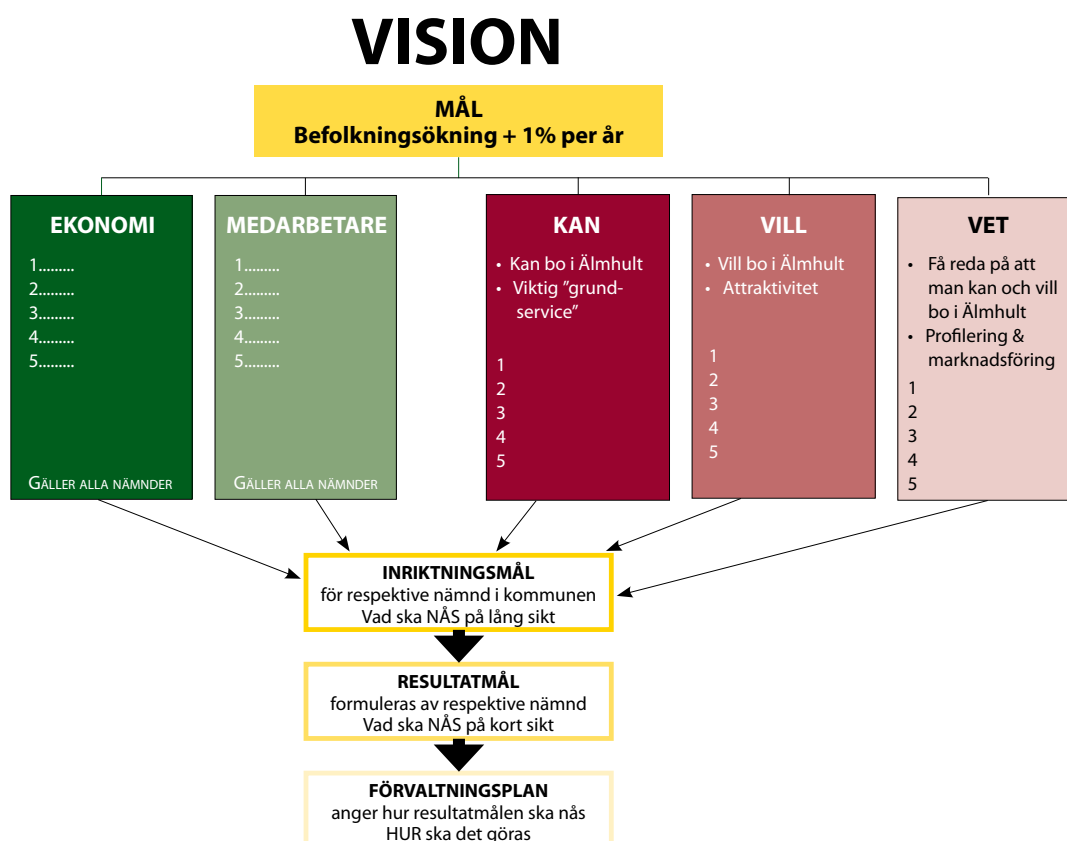 VISION
MÅL
Befolkningsökning + 1% per år
EKONOMI
1.........
2.........
3.........
4.........
5.........
GÄLLER ALLA NÄMNDER
MEDARBETARE
1.........
2.........
3.........
4.........
5.........
GÄLLER ALLA NÄMNDER
KAN
• Kan bo i Älmhult
• Viktig ”grund-
service”
1
2
3
4
5
VILL
• Vill bo i Älmhult
• Attraktivitet
1
2
3
4
5
VET
• Få reda på att
man kan och vill
bo i Älmhult
• Profilering &
marknadsföring
1
2
3
4
5
INRIKTNINGSMÅL
för respektive nämnd i kommunen
Vad ska NÅS på lång sikt
RESULTATMÅL
formuleras av respektive nämnd
Vad ska NÅS på kort sikt
FÖRVALTNINGSPLAN
anger hur resultatmålen ska nås
HUR ska det göras